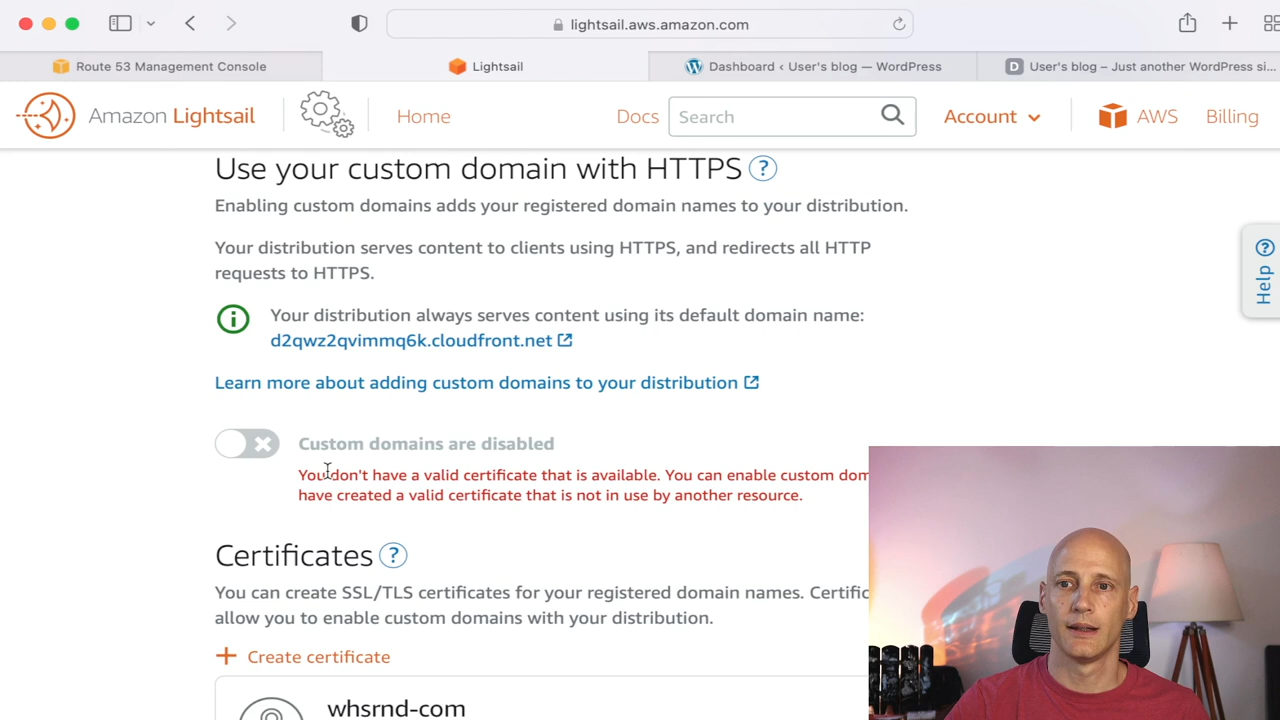 lightsail.aws.amazon.com
Route 53 Management Console
Lightsail
Dashboard ‹ User's blog — WordPress
D User's blog – Just another WordPress si...
Amazon Lightsail
Home
Docs
Search
Account
AWS
Billing
Use your custom domain with HTTPS ?
Enabling custom domains adds your registered domain names to your distribution.
Your distribution serves content to clients using HTTPS, and redirects all HTTP
requests to HTTPS.
Your distribution always serves content using its default domain name:
d2qwz2qvimmq6k.cloudfront.net
Learn more about adding custom domains to your distribution
Custom domains are disabled
You don't have a valid certificate that is available. You can enable custom dom
have created a valid certificate that is not in use by another resource.
Certificates ?
You can create SSL/TLS certificates for your registered domain names. Certific
allow you to enable custom domains with your distribution.
+ Create certificate
whsrnd-com
Help ?